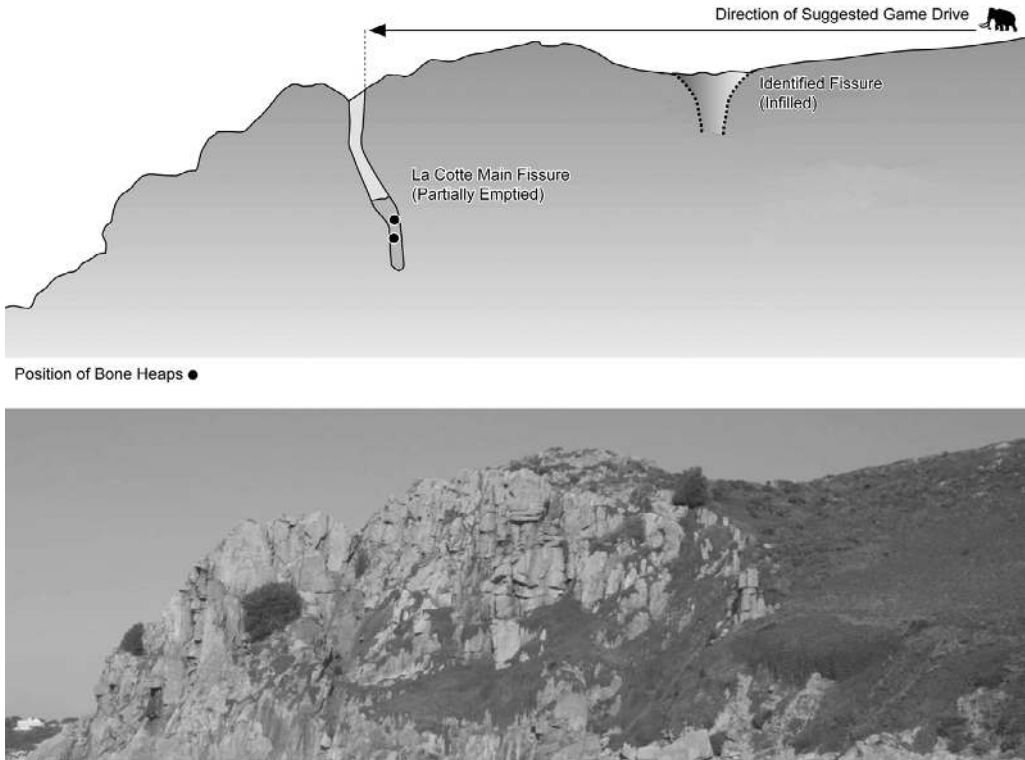 Direction of Suggested Game Drive
Identified Fissure
(Infilled)
La Cotte Main Fissure
(Partially Emptied)
Position of Bone Heaps ●